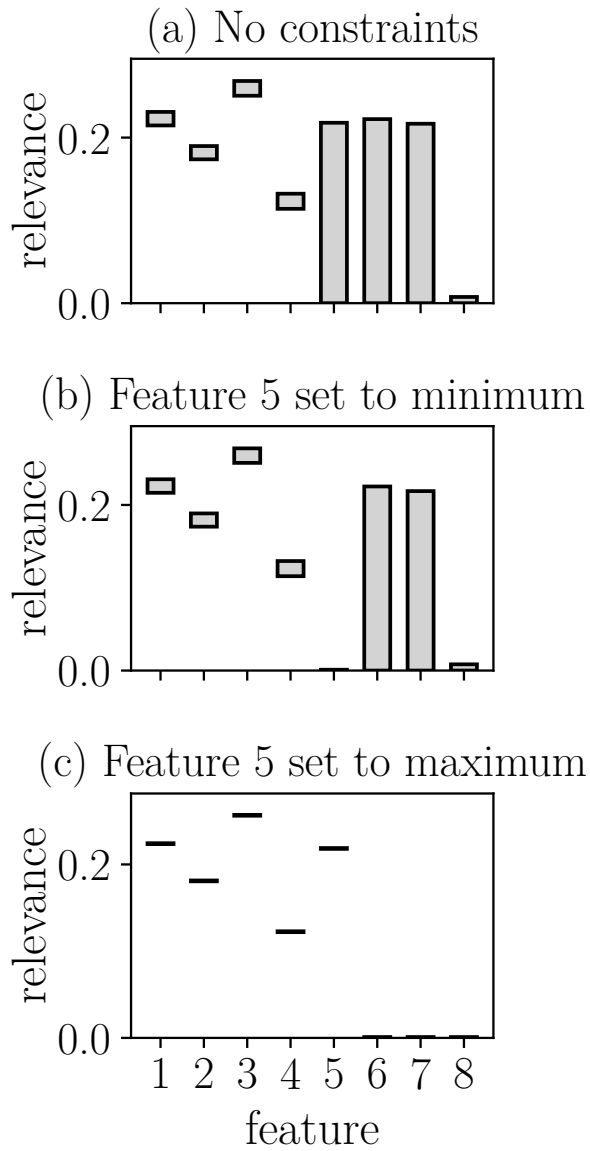 (a) No constraints
relevance
0.2
0.0
(b) Feature 5 set to minimum
relevance
0.2
0.0
(c) Feature 5 set to maximum
relevance
0.2
0.0
1 2 3 4 5 6 7 8
feature